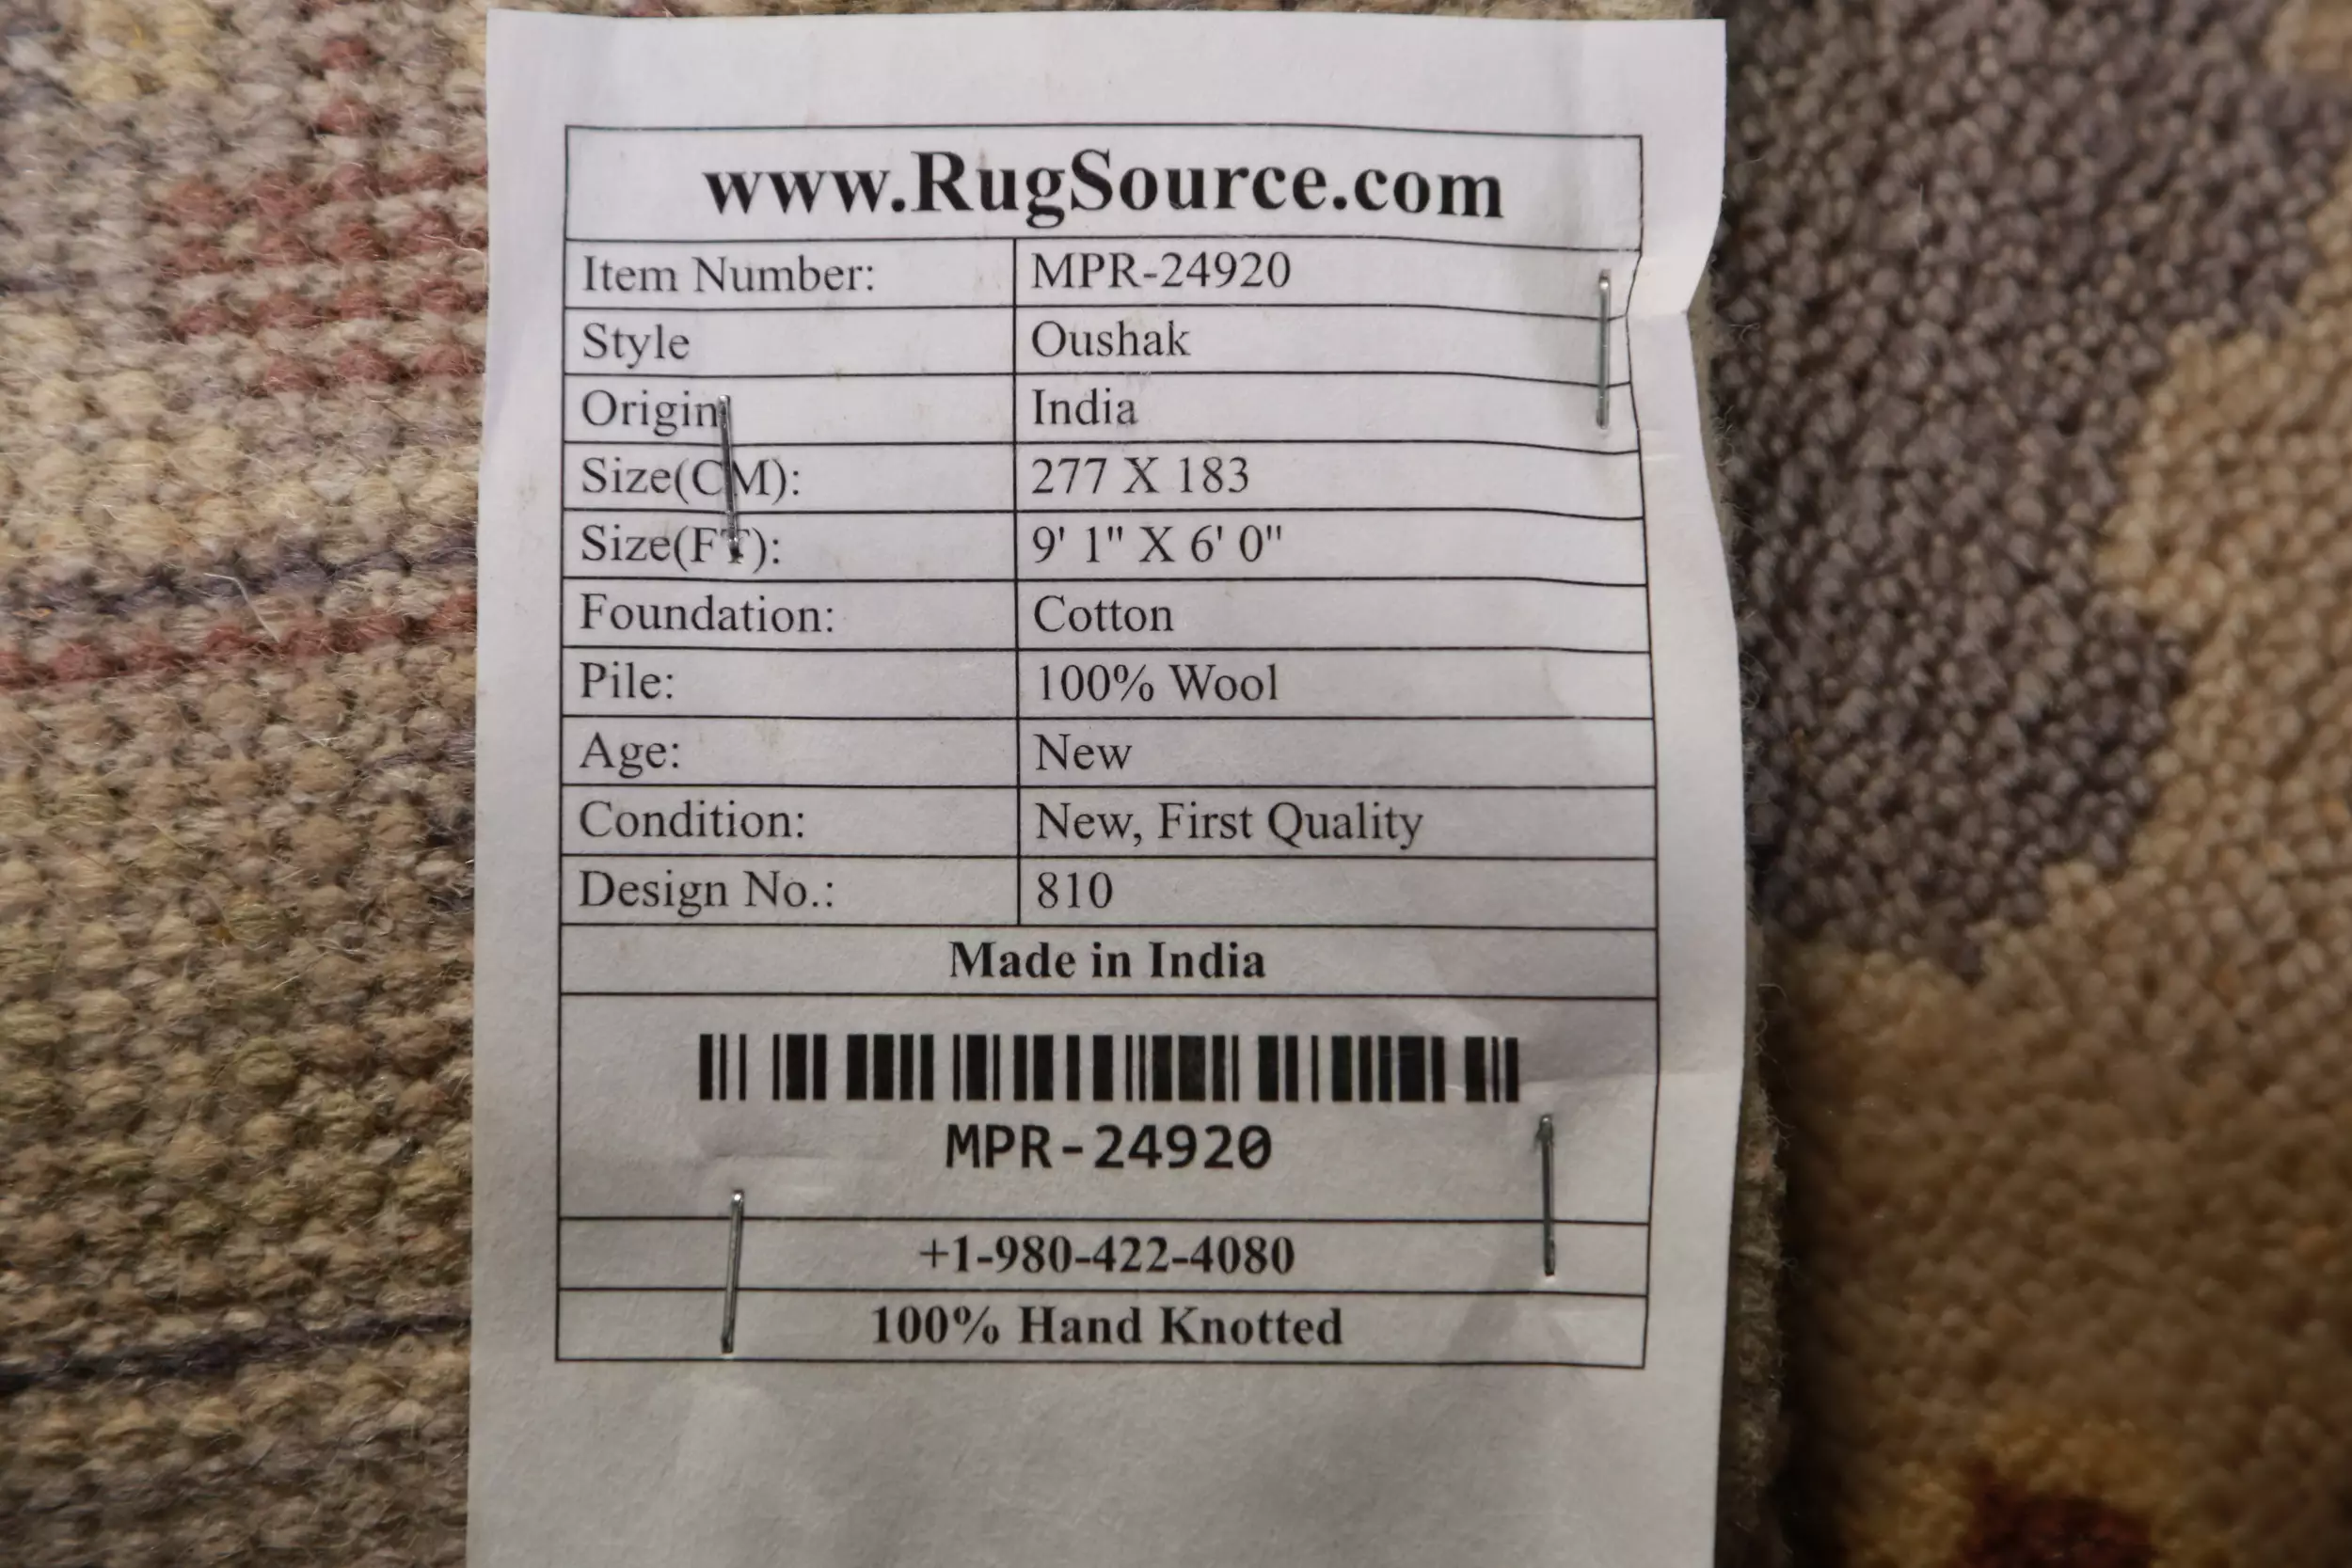 www.RugSource.com
Item Number: MPR-24920
Style Oushak
Origin India
Size(CM): 277 X 183
Size(FT): 9' 1" X 6' 0"
Foundation: Cotton
Pile: 100% Wool
Age: New
Condition: New, First Quality
Design No.: 810
Made in India
MPR-24920
+1-980-422-4080
100% Hand Knotted